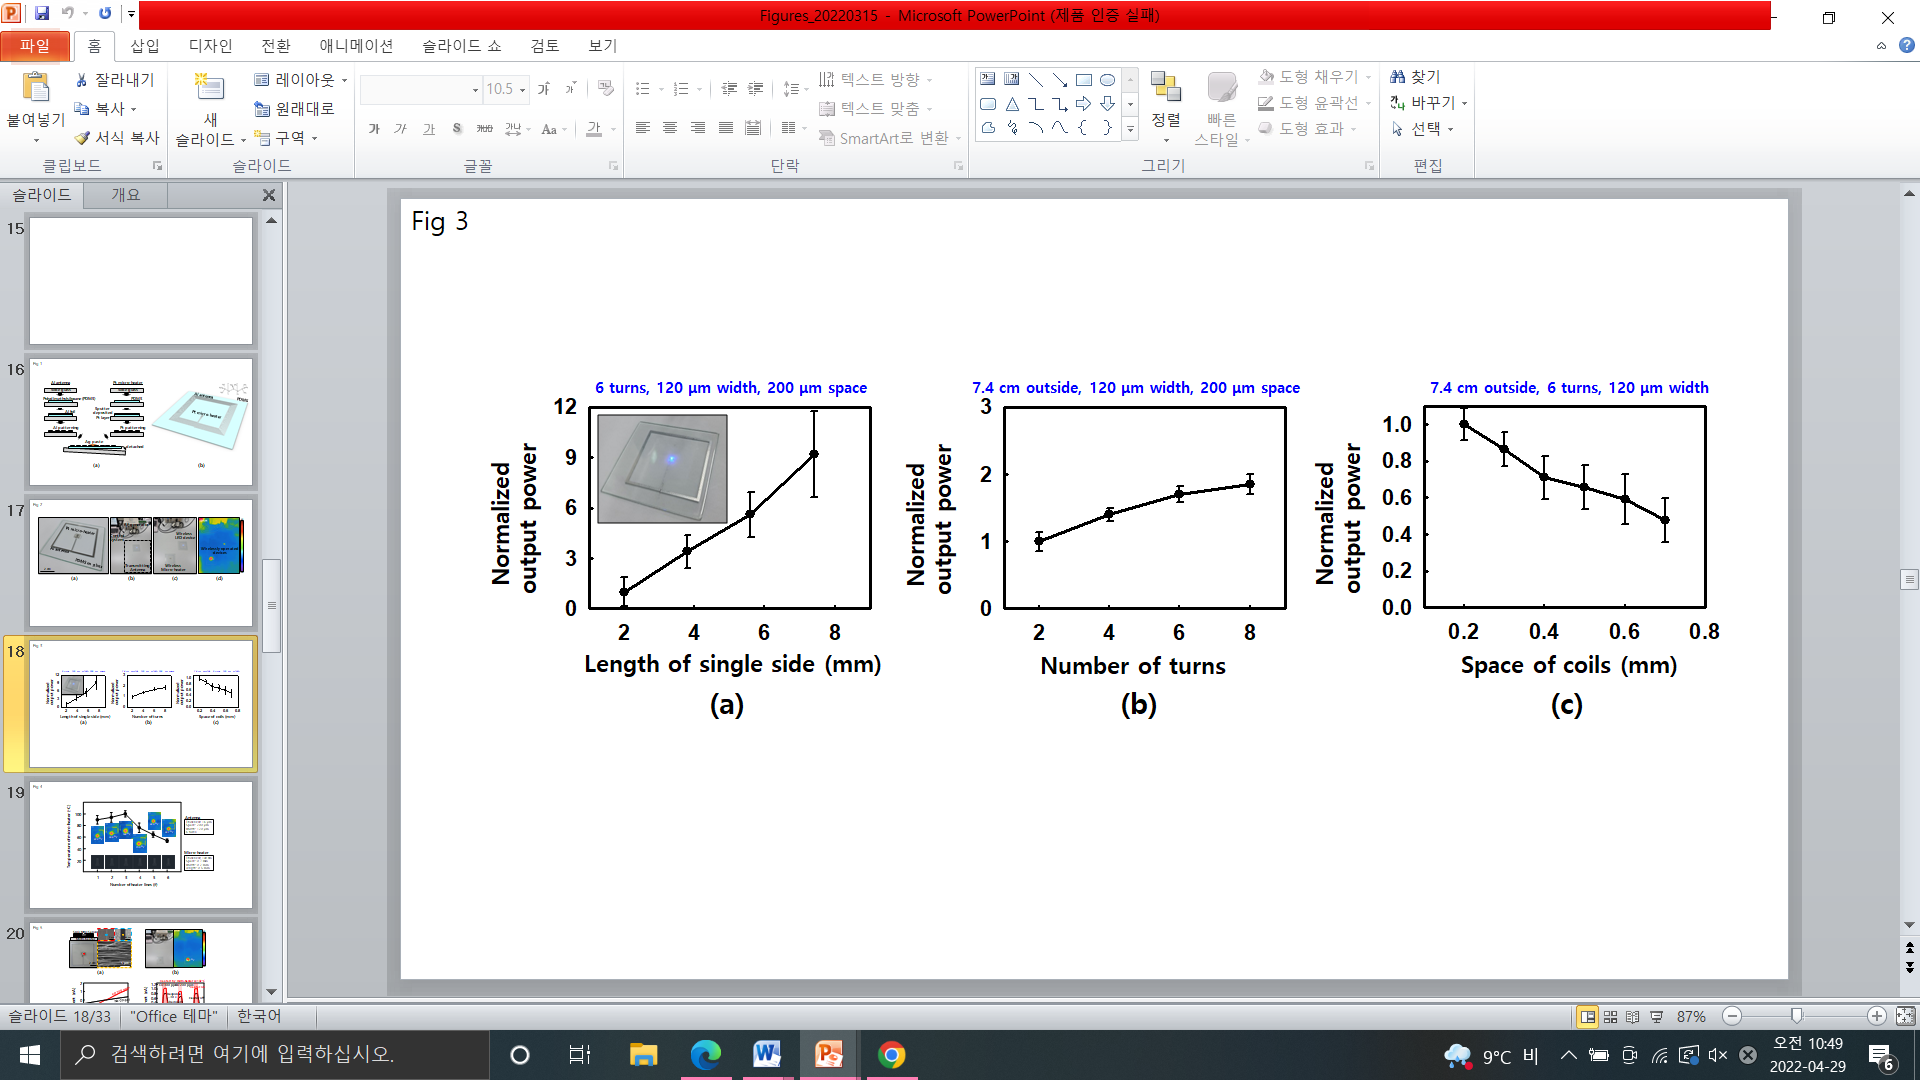 Figures_20220315 - Microsoft PowerPoint (제품 인증 실패)
파일 홈 삽입 디자인 전환 애니메이션 슬라이드 쇼 검토 보기
붙여넣기
잘라내기
복사
서식 복사
클립보드
새
슬라이드
레이아웃
원래대로
구역
슬라이드
10.5
글꼴
텍스트 방향
텍스트 맞춤
SmartArt로 변환
단락
정렬
빠른
스타일
도형 채우기
도형 윤곽선
도형 효과
그리기
찾기
바꾸기
선택
편집
슬라이드 개요
15
16
17
18
19
20
Fig 3
6 turns, 120 μm width, 200 μm space
12
9
6
3
0
Normalized
output power
2 4 6 8
Length of single side (mm)
(a)
7.4 cm outside, 120 μm width, 200 μm space
3
2
1
0
Normalized
output power
2 4 6 8
Number of turns
(b)
7.4 cm outside, 6 turns, 120 μm width
1.0
0.8
0.6
0.4
0.2
0.0
Normalized
output power
0.2 0.4 0.6 0.8
Space of coils (mm)
(c)
슬라이드 18/33 "Office 테마" 한국어
87%
검색하려면 여기에 입력하십시오.
9°C 비
오전 10:49
2022-04-29
6